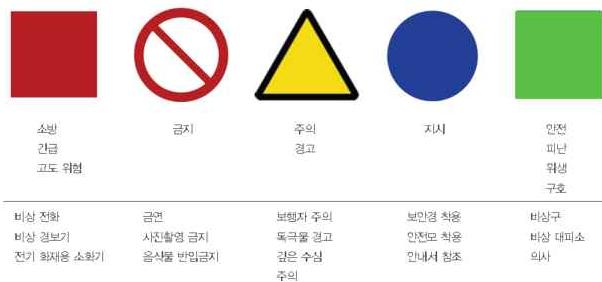 소방
긴급
고도 위험
금지
주의
경고
지시
안전
피난
위생
구호
비상 전화
비상 경보기
전기 화재용 소화기
금연
사진촬영 금지
음식물 반입금지
보행자 주의
독극물 경고
깊은 수심
주의
보안경 착용
안전모 착용
안내서 참조
비상구
비상 대피소
의사